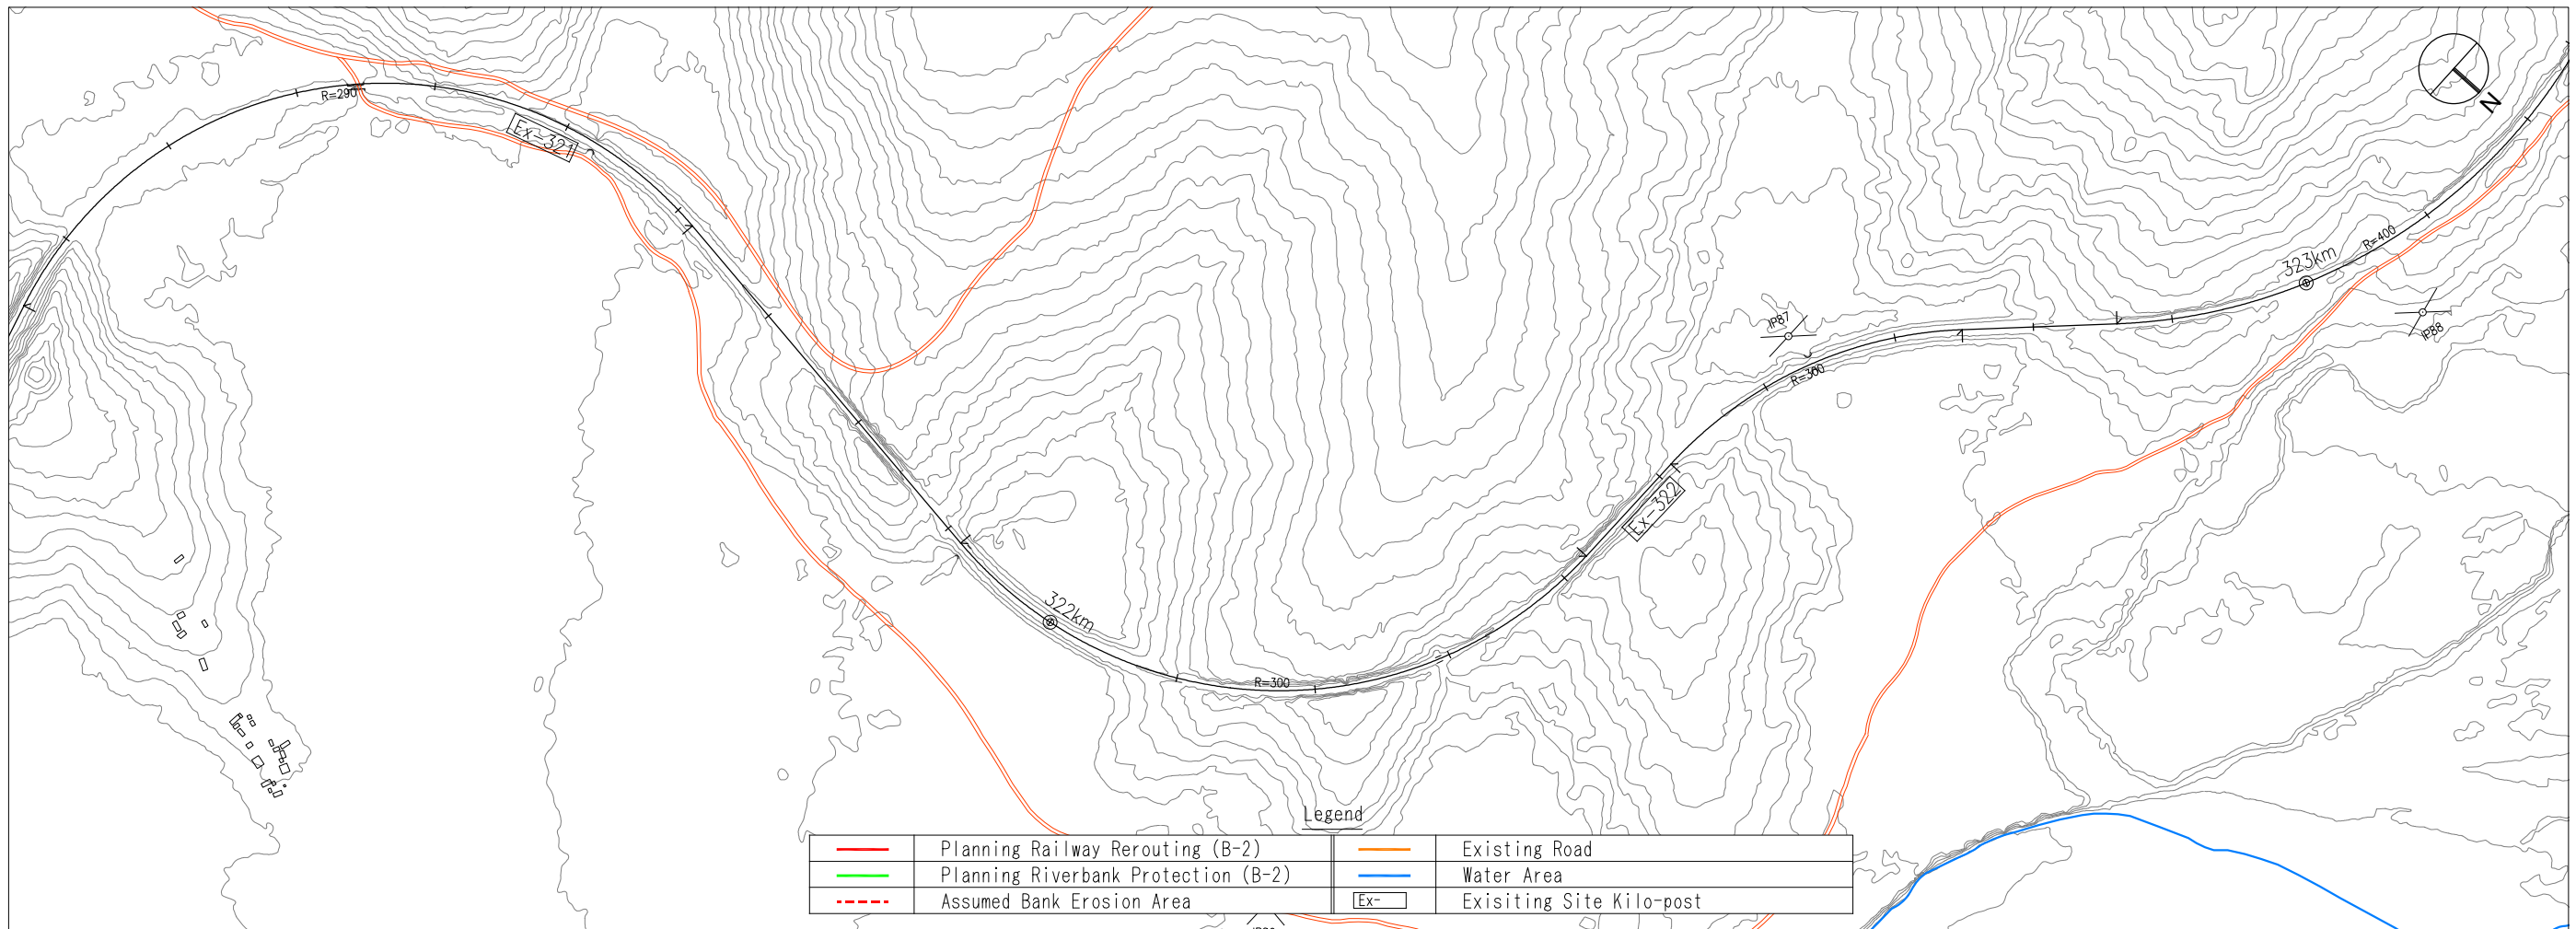 N
R=290
Ex-321
323km
R=400
IP87
IP88
R=300
Ex-322
322km
R=300
Legend
Planning Railway Rerouting (B-2)
Existing Road
Planning Riverbank Protection (B-2)
Water Area
Assumed Bank Erosion Area
Ex-
Exisiting Site Kilo-post